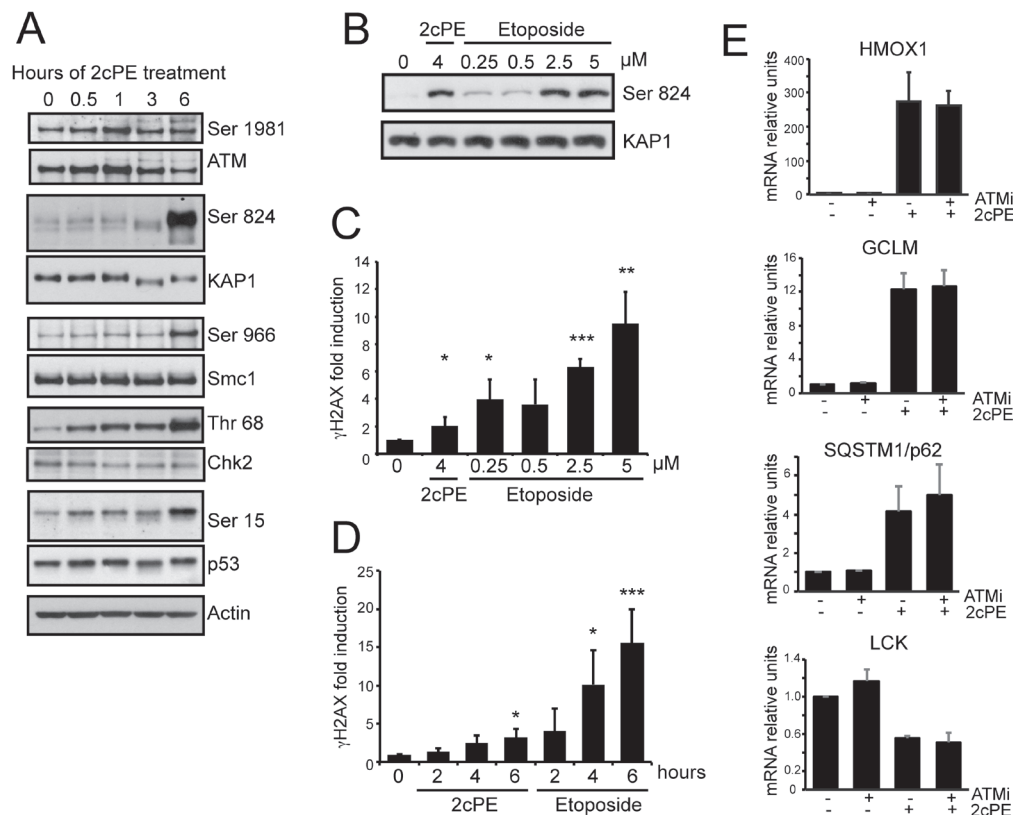 A
Hours of 2cPE treatment
0 0.5 1 3 6
Ser 1981
ATM
Ser 824
KAP1
Ser 966
Smc1
Thr 68
Chk2
Ser 15
p53
Actin
B
2cPE Etoposide
0 4 0.25 0.5 2.5 5 µM
Ser 824
KAP1
C
γH2AX fold induction
14
12
10
8
6
4
2
0
* * *** **
0 4 0.25 0.5 2.5 5 µM
2cPE Etoposide
D
γH2AX fold induction
25
20
15
10
5
0
* * ***
0 2 4 6 2 4 6 hours
2cPE Etoposide
E
HMOX1
mRNA relative units
400
300
200
100
0
- + - + ATMi
- - + + 2cPE
GCLM
mRNA relative units
16
12
8
4
0
- + - + ATMi
- - + + 2cPE
SQSTM1/p62
mRNA relative units
6
4
2
1
0
- + - + ATMi
- - + + 2cPE
LCK
mRNA relative units
1.4
1.0
0.6
0.2
0
- + - + ATMi
- - + + 2cPE